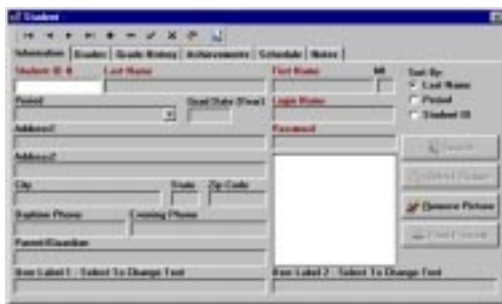 Student
Information Grades Grade History Achievements Schedule Notes
Student ID # Last Name First Name MI Sort By:
Last Name
Period Grad Date (Year) Login Name Period
Student ID
Address1 Password
Search
Address2
Select Picture
City State Zip Code
Remove Picture
Daytime Phone Evening Phone
Parent/Guardian
User Label 1 : Select To Change Text User Label 2 : Select To Change Text